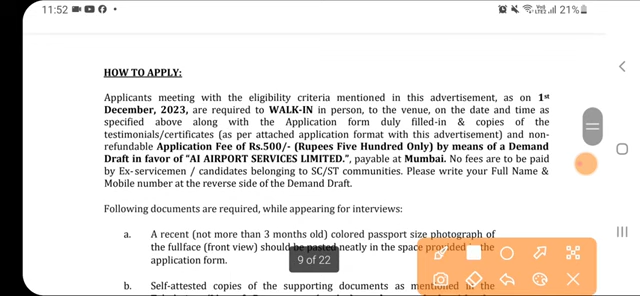 11:52
21%
HOW TO APPLY:
Applicants meeting with the eligibility criteria mentioned in this advertisement, as on 1st
December, 2023, are required to WALK-IN in person, to the venue, on the date and time as
specified above along with the Application form duly filled-in & copies of the
testimonials/certificates (as per attached application format with this advertisement) and non-
refundable Application Fee of Rs.500/- (Rupees Five Hundred Only) by means of a Demand
Draft in favor of "AI AIRPORT SERVICES LIMITED.", payable at Mumbai. No fees are to be paid
by Ex-servicemen / candidates belonging to SC/ST communities. Please write your Full Name &
Mobile number at the reverse side of the Demand Draft.
Following documents are required, while appearing for interviews:
a. A recent (not more than 3 months old) colored passport size photograph of
the fullface (front view) should be pasted neatly in the space provided in the
application form.
9 of 22
b. Self-attested copies of the supporting documents as mentioned in the